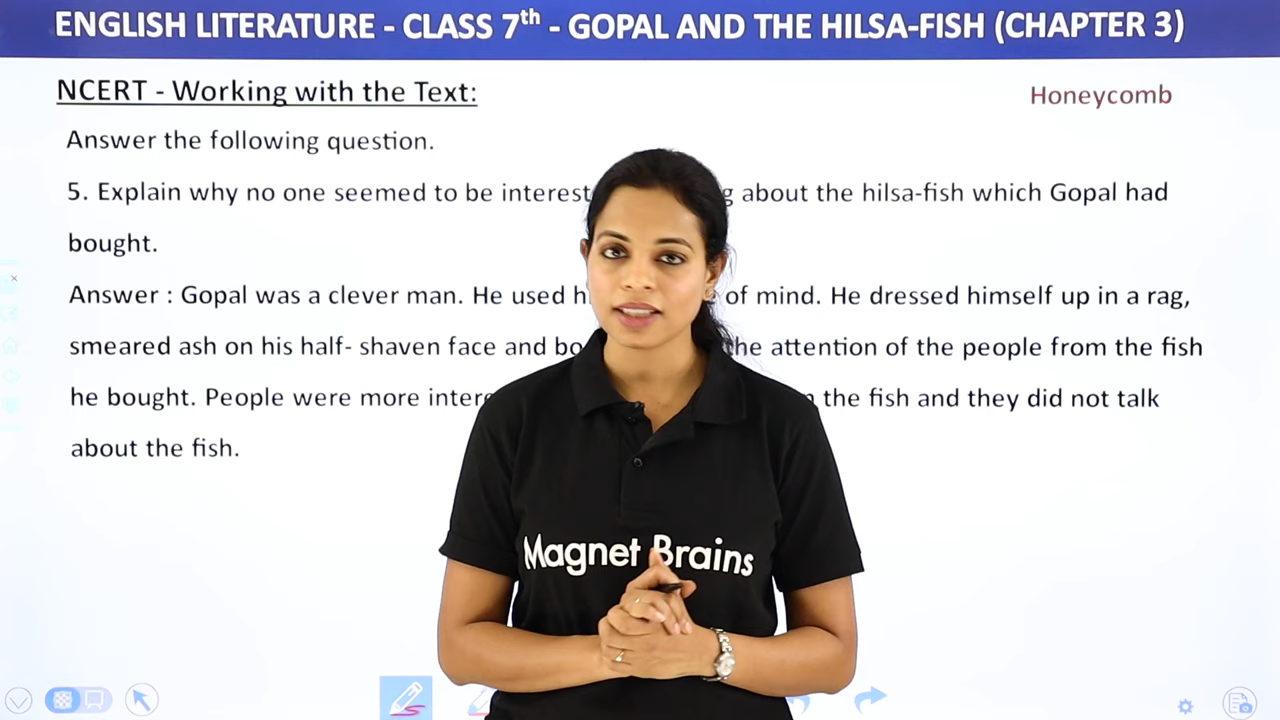 ENGLISH LITERATURE - CLASS 7th - GOPAL AND THE HILSA-FISH (CHAPTER 3)
NCERT - Working with the Text:
Honeycomb
Answer the following question.
5. Explain why no one seemed to be about the hilsa-fish which Gopal had
bought.
Answer : Gopal was a clever man. He used of mind. He dressed himself up in a rag,
smeared ash on his half- shaven face and the attention of the people from the fish
he bought. People were more the fish and they did not talk
about the fish.
Magnet Brains